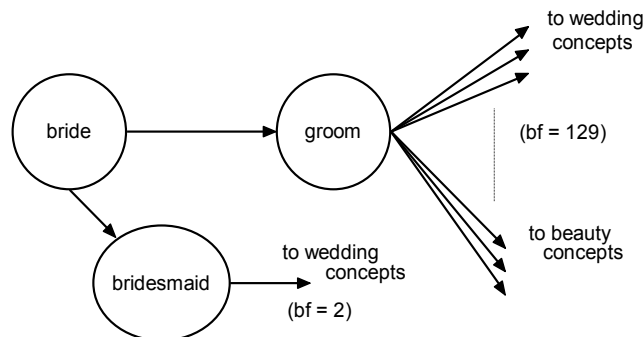 to wedding
concepts
bride
groom
(bf = 129)
to beauty
concepts
to wedding
concepts
bridesmaid
(bf = 2)